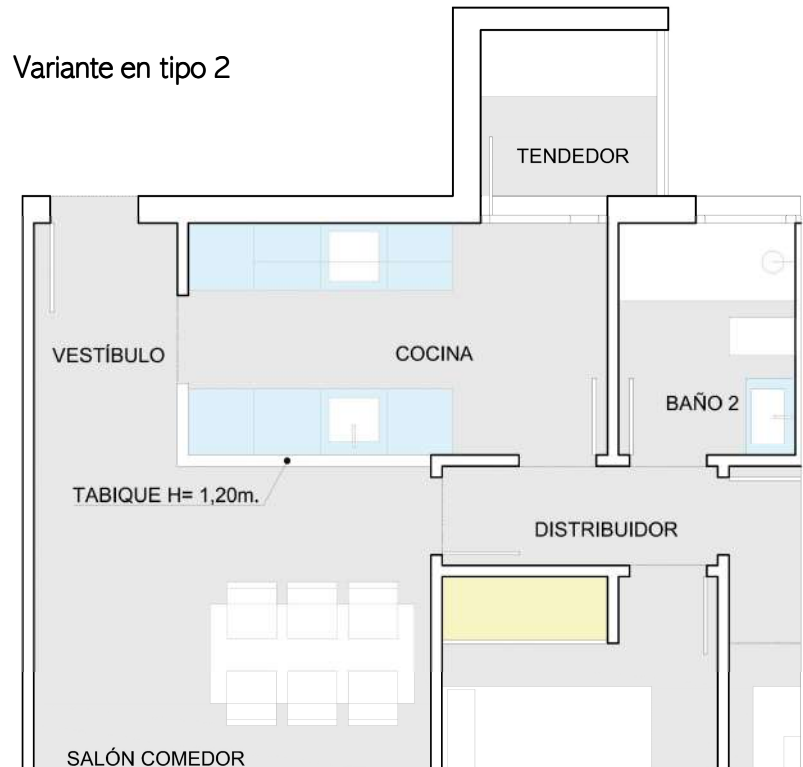 Variante en tipo 2
TENDEDOR
VESTÍBULO
COCINA
BAÑO 2
TABIQUE H= 1,20m.
DISTRIBUIDOR
SALÓN COMEDOR